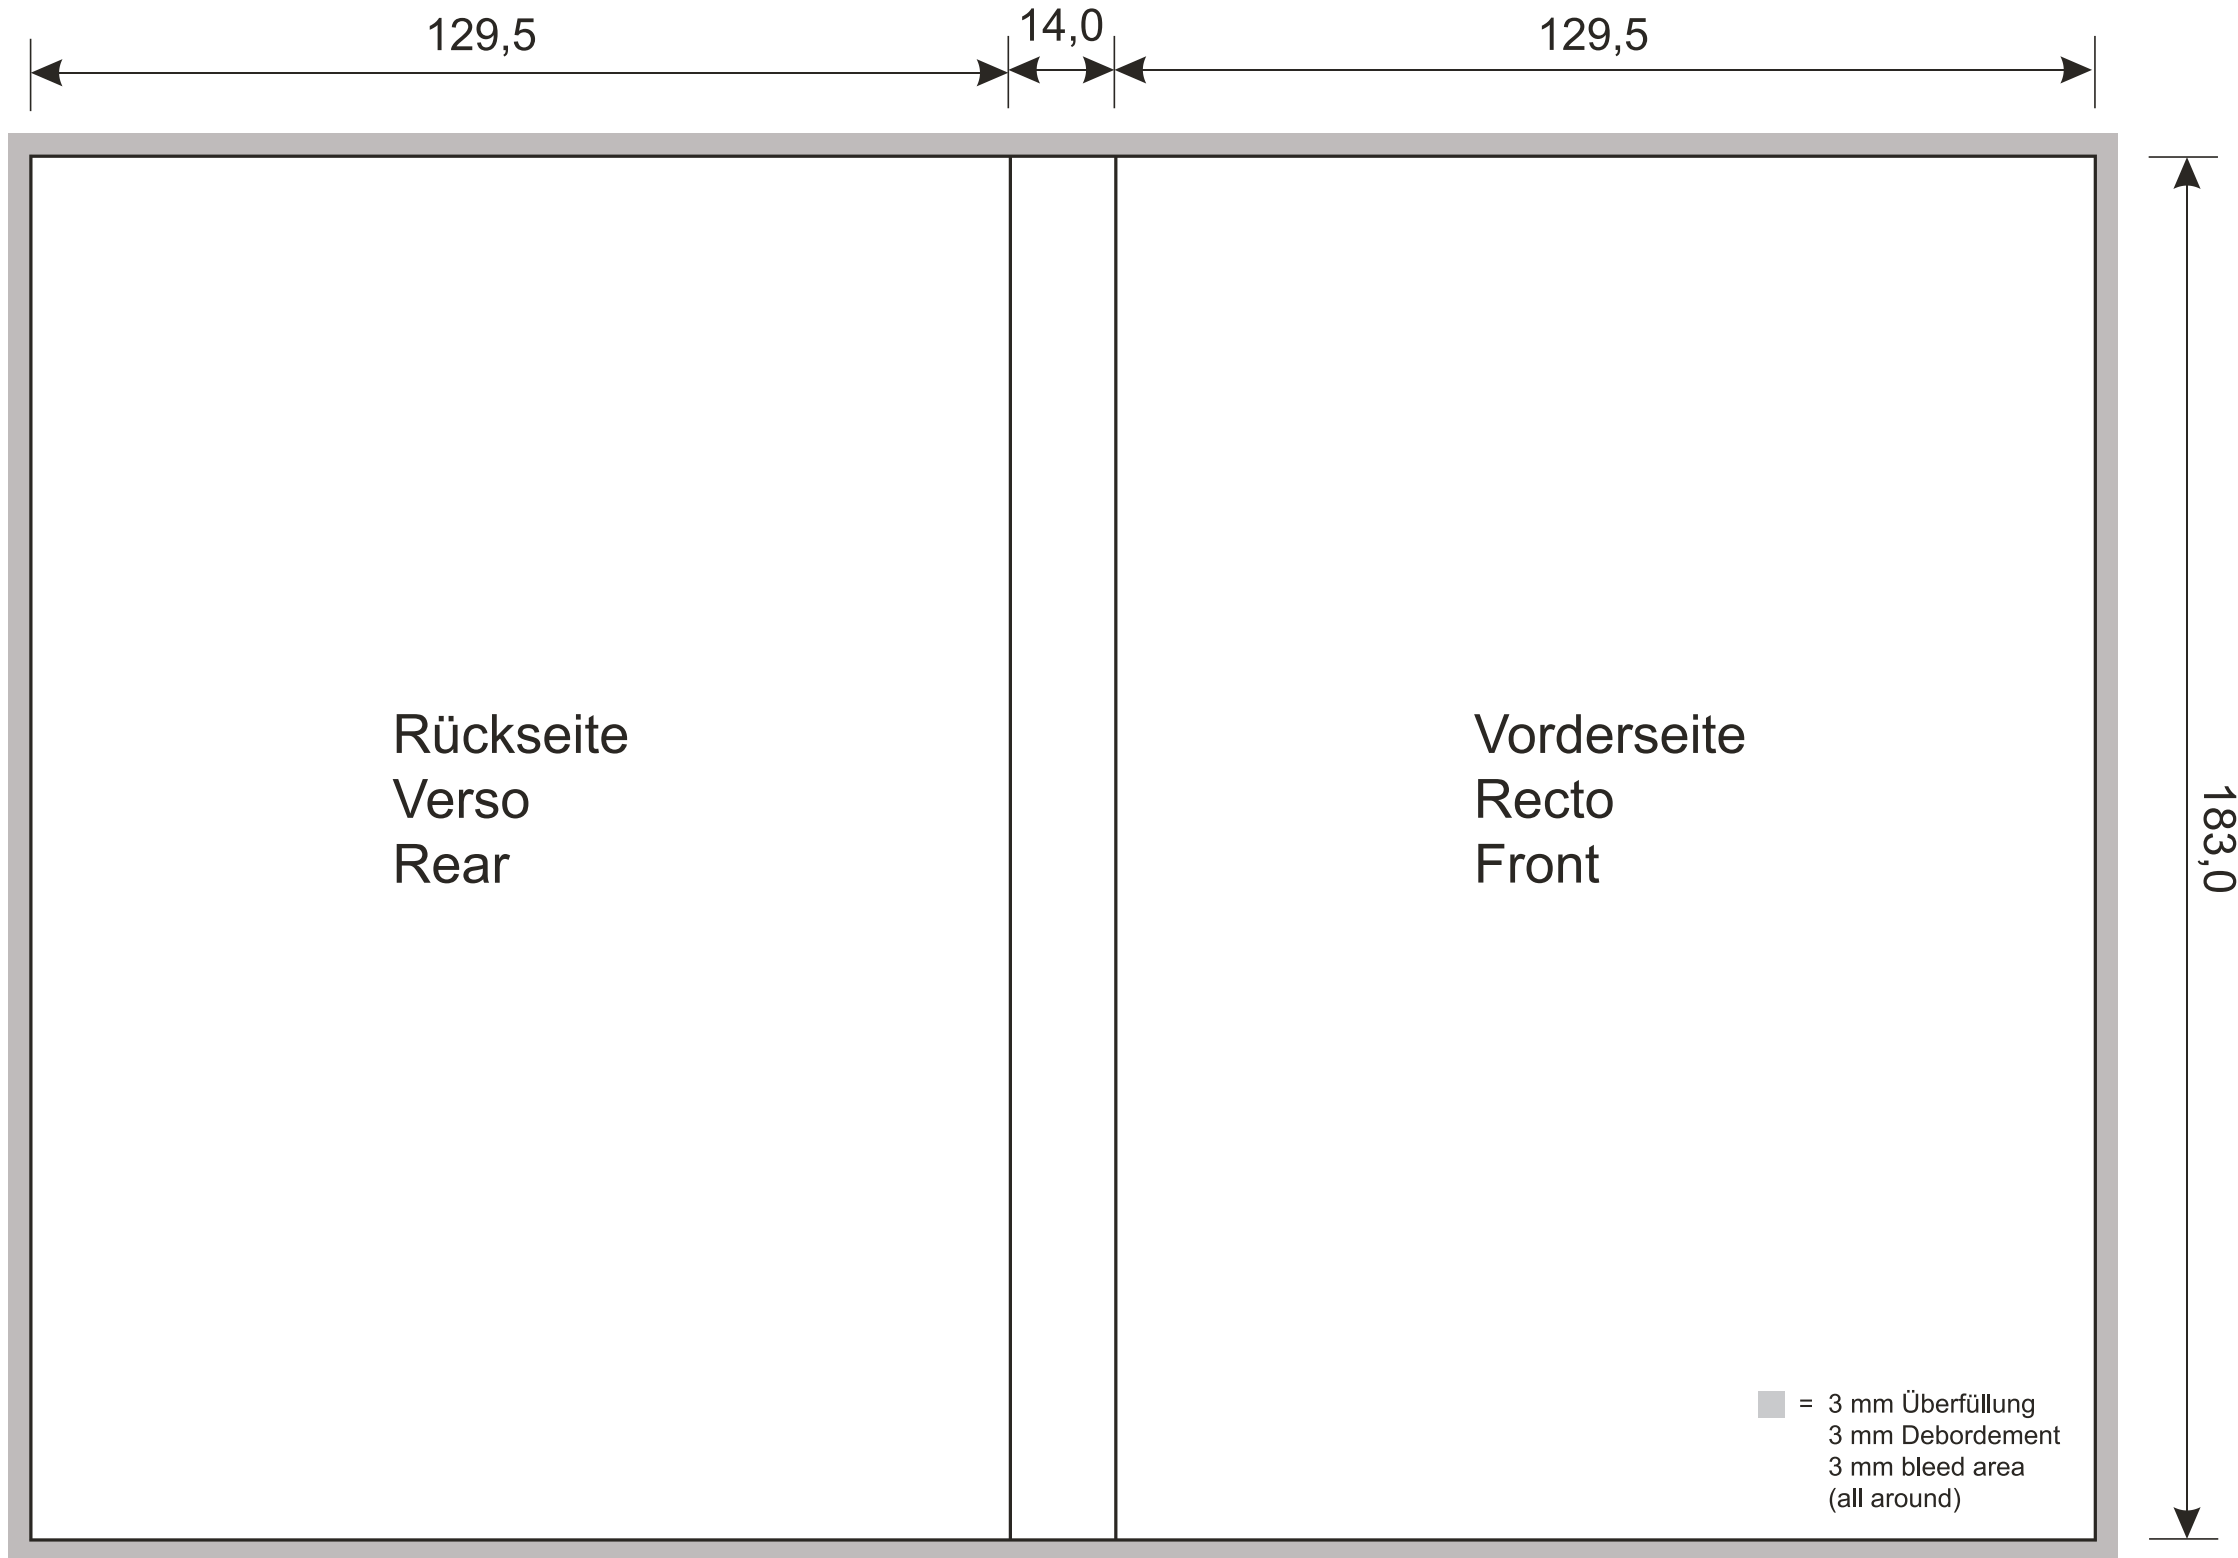 129,5
14,0
129,5
Rückseite
Verso
Rear
Vorderseite
Recto
Front
183,0
= 3 mm Überfüllung
3 mm Debordement
3 mm bleed area
(all around)